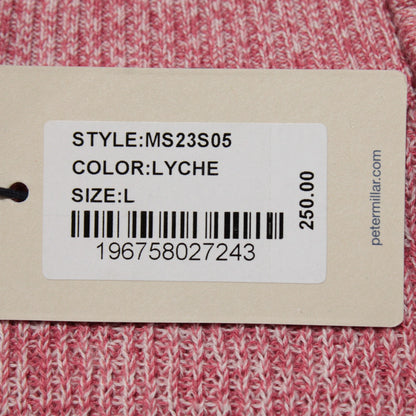 STYLE:MS23S05
COLOR:LYCHE
SIZE:L
196758027243
250.00
petermillar.com